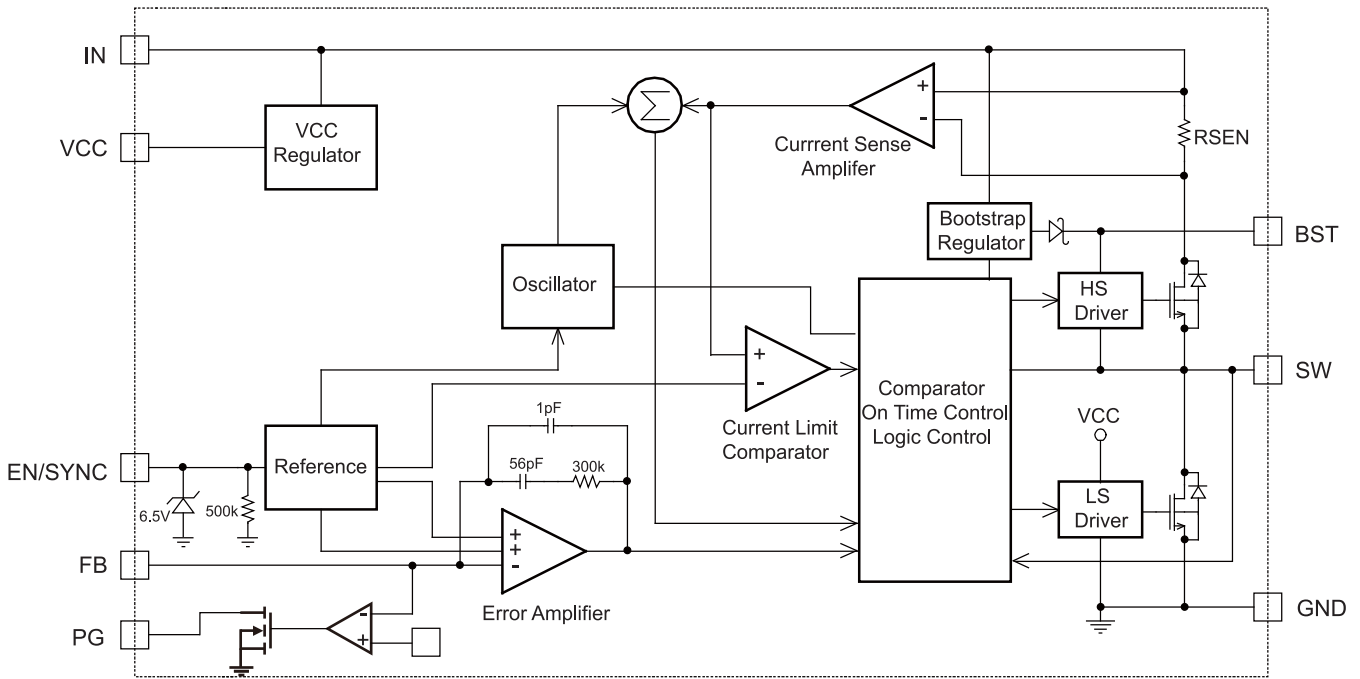 IN
VCC
VCC
Regulator
Σ
+
-
Currrent Sense
Amplifer
RSEN
Bootstrap
Regulator
BST
Oscillator
HS
Driver
+
-
Current Limit
Comparator
Comparator
On Time Control
Logic Control
SW
VCC
1pF
56pF
300k
EN/SYNC
Reference
6.5V
500k
LS
Driver
FB
+
+
-
Error Amplifier
PG
-
+
GND